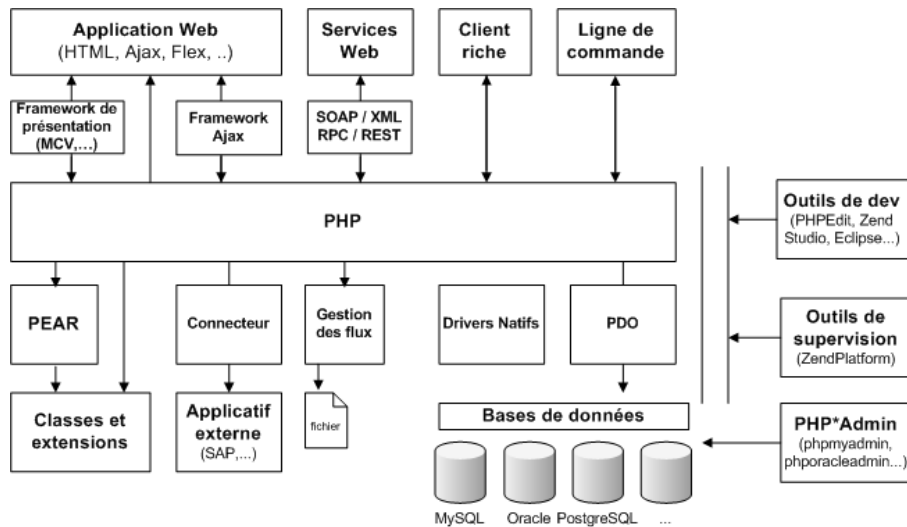 Application Web
(HTML, Ajax, Flex, ..)
Services
Web
Client
riche
Ligne de
commande
Framework de
présentation
(MCV,...)
Framework
Ajax
SOAP / XML
RPC / REST
PHP
Outils de dev
(PHPEdit, Zend
Studio, Eclipse...)
PEAR
Connecteur
Gestion
des flux
Drivers Natifs
PDO
Outils de
supervision
(ZendPlatform)
Classes et
extensions
Applicatif
externe
(SAP,...)
fichier
Bases de données
PHP*Admin
(phpmyadmin,
phporacleadmin...)
MySQL
Oracle
PostgreSQL
...